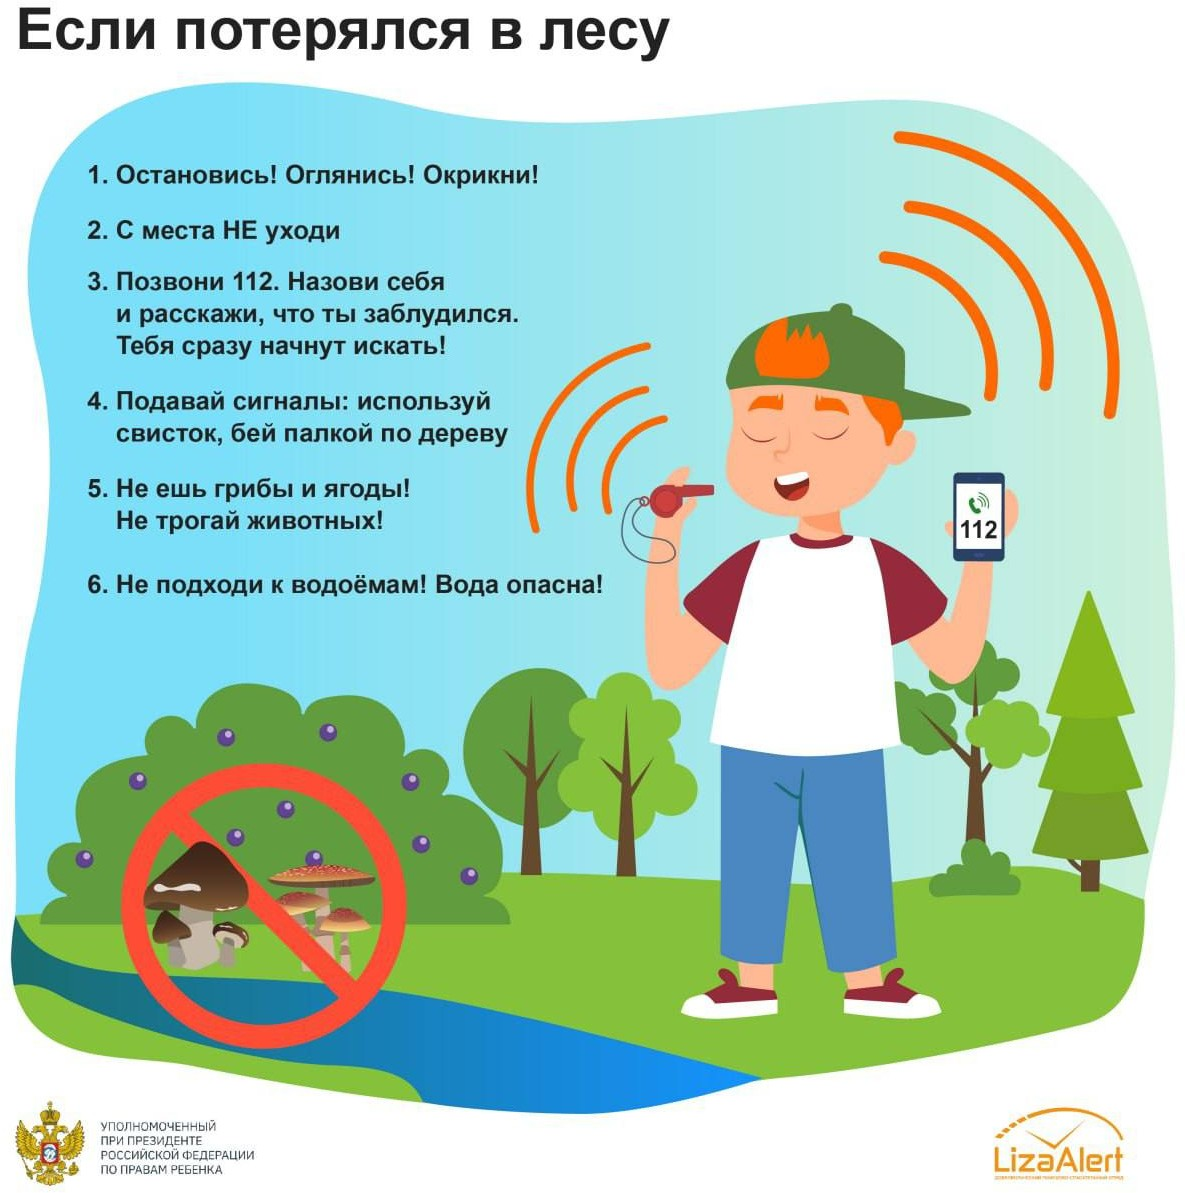 Если потерялся в лесу
1. Остановись! Оглянись! Окрикни!
2. С места НЕ уходи
3. Позвони 112. Назови себя
и расскажи, что ты заблудился.
Тебя сразу начнут искать!
4. Подавай сигналы: используй
свисток, бей палкой по дереву
5. Не ешь грибы и ягоды!
Не трогай животных!
6. Не подходи к водоёмам! Вода опасна!
112
УПОЛНОМОЧЕННЫЙ
ПРИ ПРЕЗИДЕНТЕ
РОССИЙСКОЙ ФЕДЕРАЦИИ
ПО ПРАВАМ РЕБЕНКА
LizaAlert